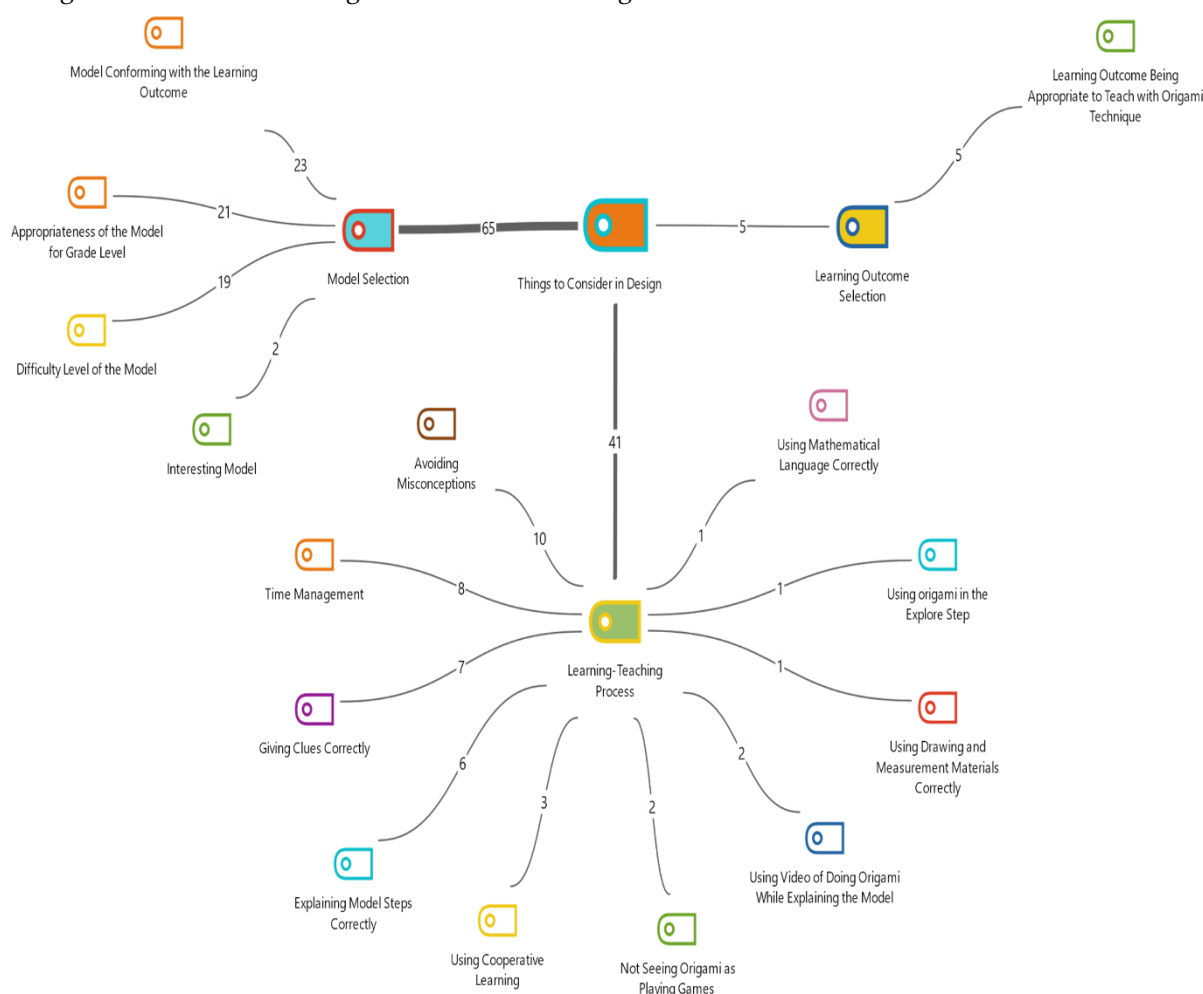 Model Conforming with the Learning
Outcome
Learning Outcome Being
Appropriate to Teach with Origami
Technique
23
5
Appropriateness of the Model
for Grade Level
21
65
5
Model Selection
Things to Consider in Design
Learning Outcome
Selection
19
Difficulty Level of the Model
2
Interesting Model
41
Avoiding
Misconceptions
Using Mathematical
Language Correctly
10
1
Time Management
8
1
Using origami in the
Explore Step
7
1
Learning-Teaching
Process
Giving Clues Correctly
Using Drawing and
Measurement Materials
Correctly
6
3
2
2
Explaining Model Steps
Correctly
Using Video of Doing Origami
While Explaining the Model
Using Cooperative
Learning
Not Seeing Origami as
Playing Games